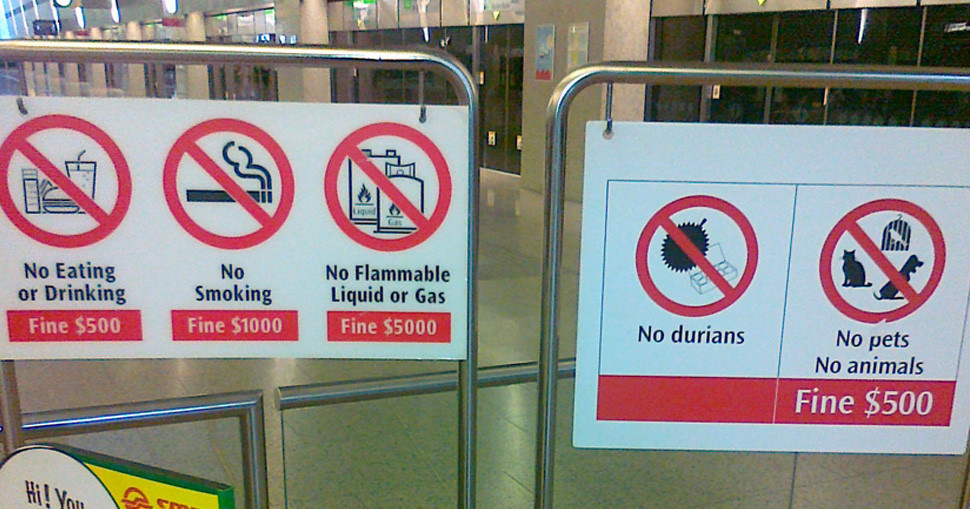 Liquid
Gas
No Eating
or Drinking
Fine $500
No
Smoking
Fine $1000
No Flammable
Liquid or Gas
Fine $5000
No durians
No pets
No animals
Fine $500
Hi! You